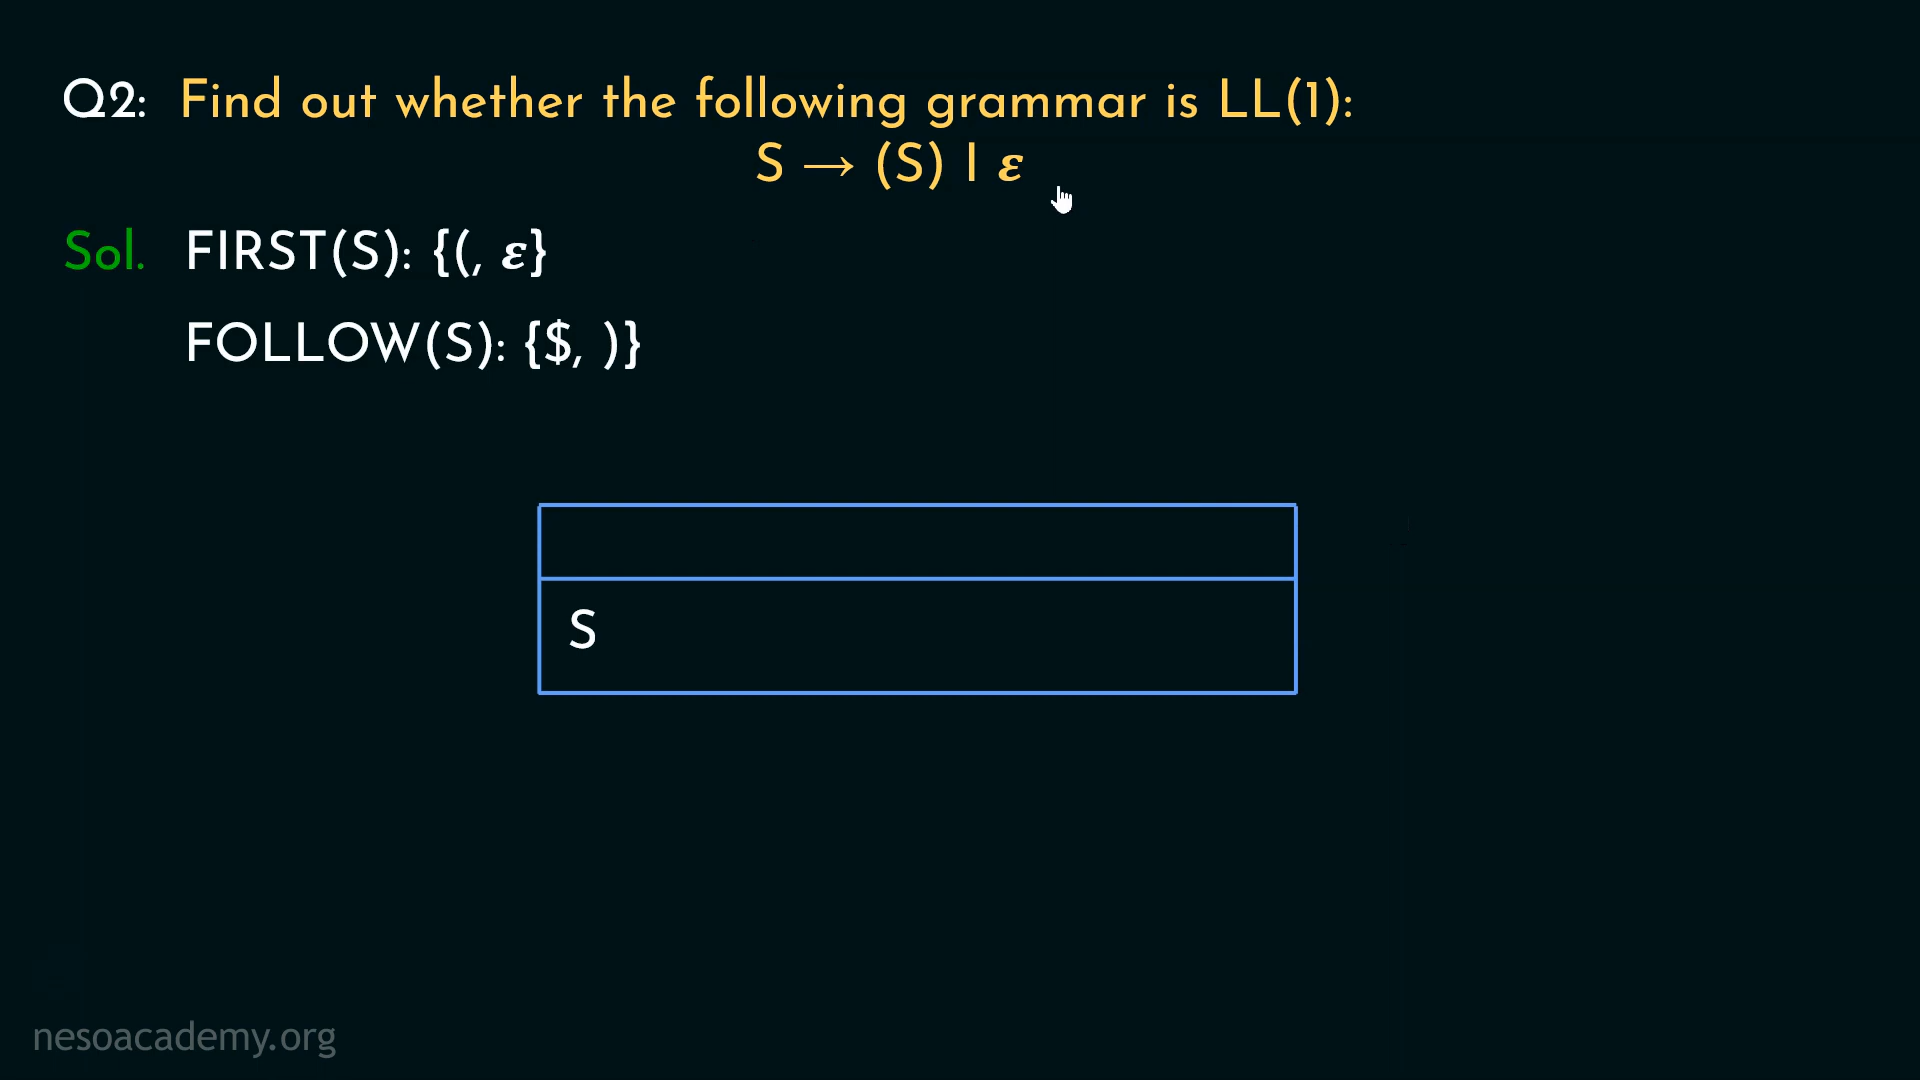 Q2: Find out whether the following grammar is LL(1):
S → (S) | ε
Sol. FIRST(S): {(, ε}
FOLLOW(S): {$, )}
S
nesoacademy.org